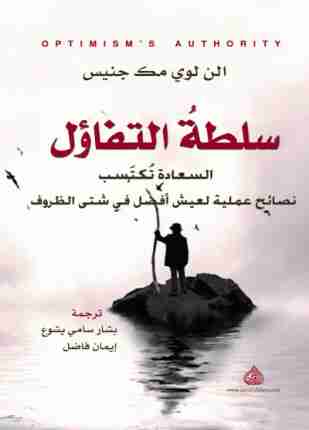 OPTIMISM'S AUTHORITY
الن لوي مك جنيس
سلطةُ التفاؤل
السعادة تُكتَسب
نصائح عملية لعيش أفضل في شتى الظروف
ترجمة
بشار سامي يشوع
إيمان فاضل